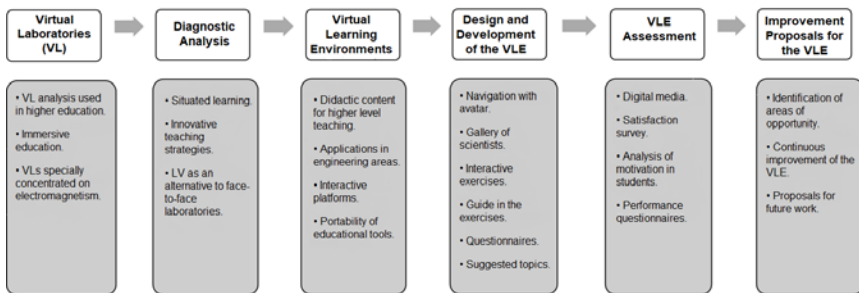 Virtual
Laboratories
(VL)
Diagnostic
Analysis
Virtual
Learning
Environments
Design and
Development
of the VLE
VLE
Assessment
Improvement
Proposals for
the VLE
• VL analysis used
in higher education.
• Immersive
education.
• VLs specially
concentrated on
electromagnetism.
• Situated learning.
• Innovative
teaching
strategies.
• LV as an
alternative to face-
to-face
laboratories.
• Didactic content
for higher level
teaching.
• Applications in
engineering areas.
• Interactive
platforms.
• Portability of
educational tools.
• Navigation with
avatar.
• Gallery of
scientists.
• Interactive
exercises.
• Guide in the
exercises.
• Questionnaires.
• Suggested topics.
• Digital media.
• Satisfaction
survey.
• Analysis of
motivation in
students.
• Performance
questionnaires.
• Identification of
areas of
opportunity.
• Continuous
improvement of the
VLE.
• Proposals for
future work.